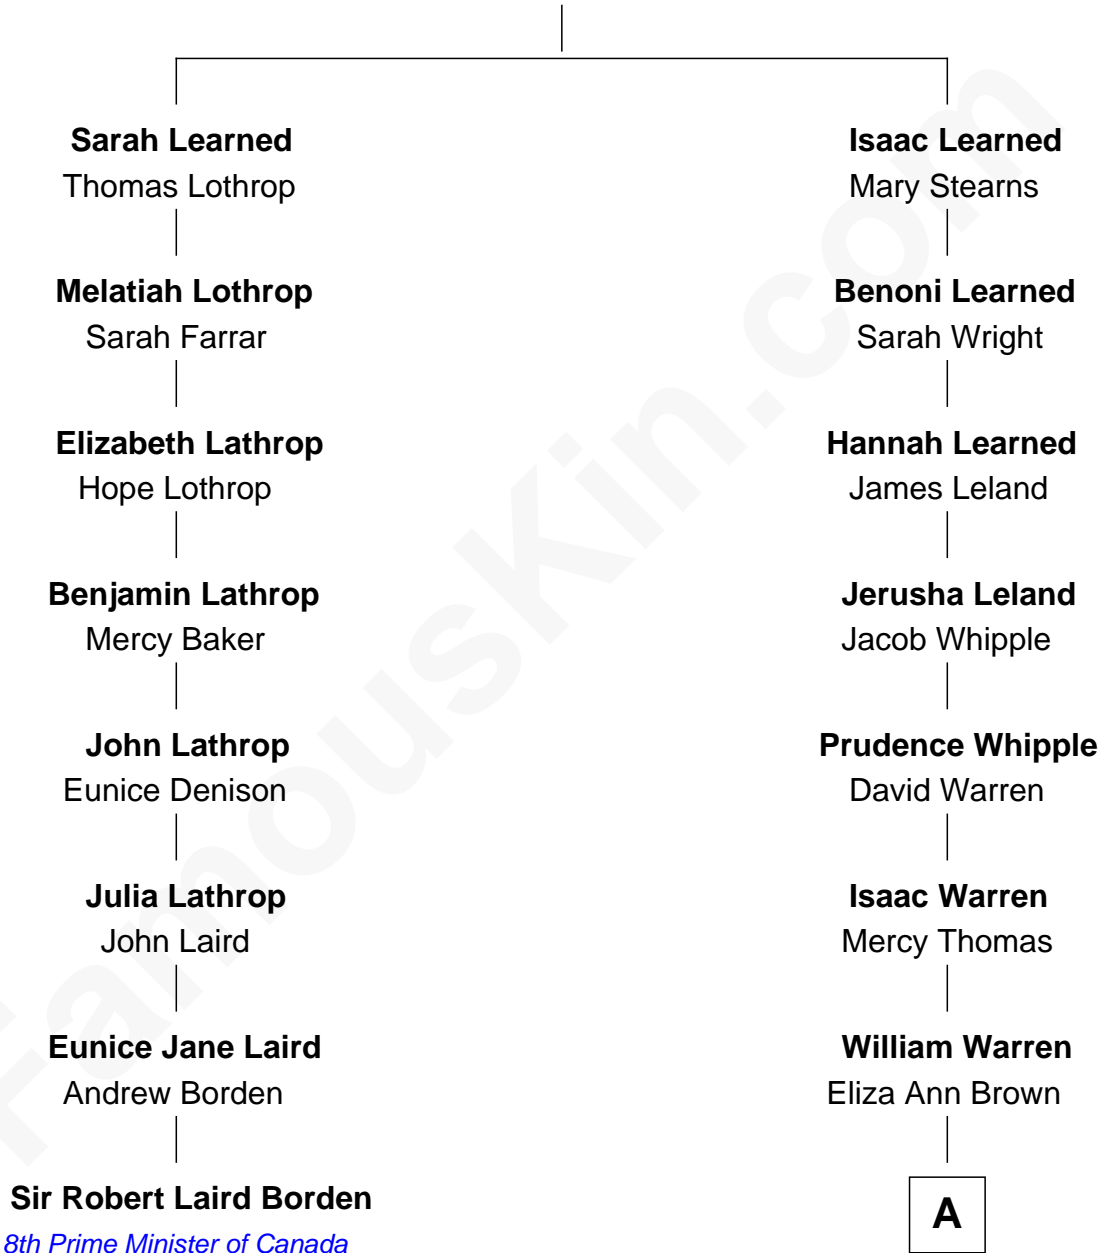 Sarah Learned
Thomas Lothrop
Isaac Learned
Mary Stearns
Melatiah Lothrop
Sarah Farrar
Benoni Learned
Sarah Wright
Elizabeth Lathrop
Hope Lothrop
Hannah Learned
James Leland
Benjamin Lathrop
Mercy Baker
Jerusha Leland
Jacob Whipple
John Lathrop
Eunice Denison
Prudence Whipple
David Warren
Julia Lathrop
John Laird
Isaac Warren
Mercy Thomas
Eunice Jane Laird
Andrew Borden
William Warren
Eliza Ann Brown
Sir Robert Laird Borden
8th Prime Minister of Canada
A
FamousKin.com